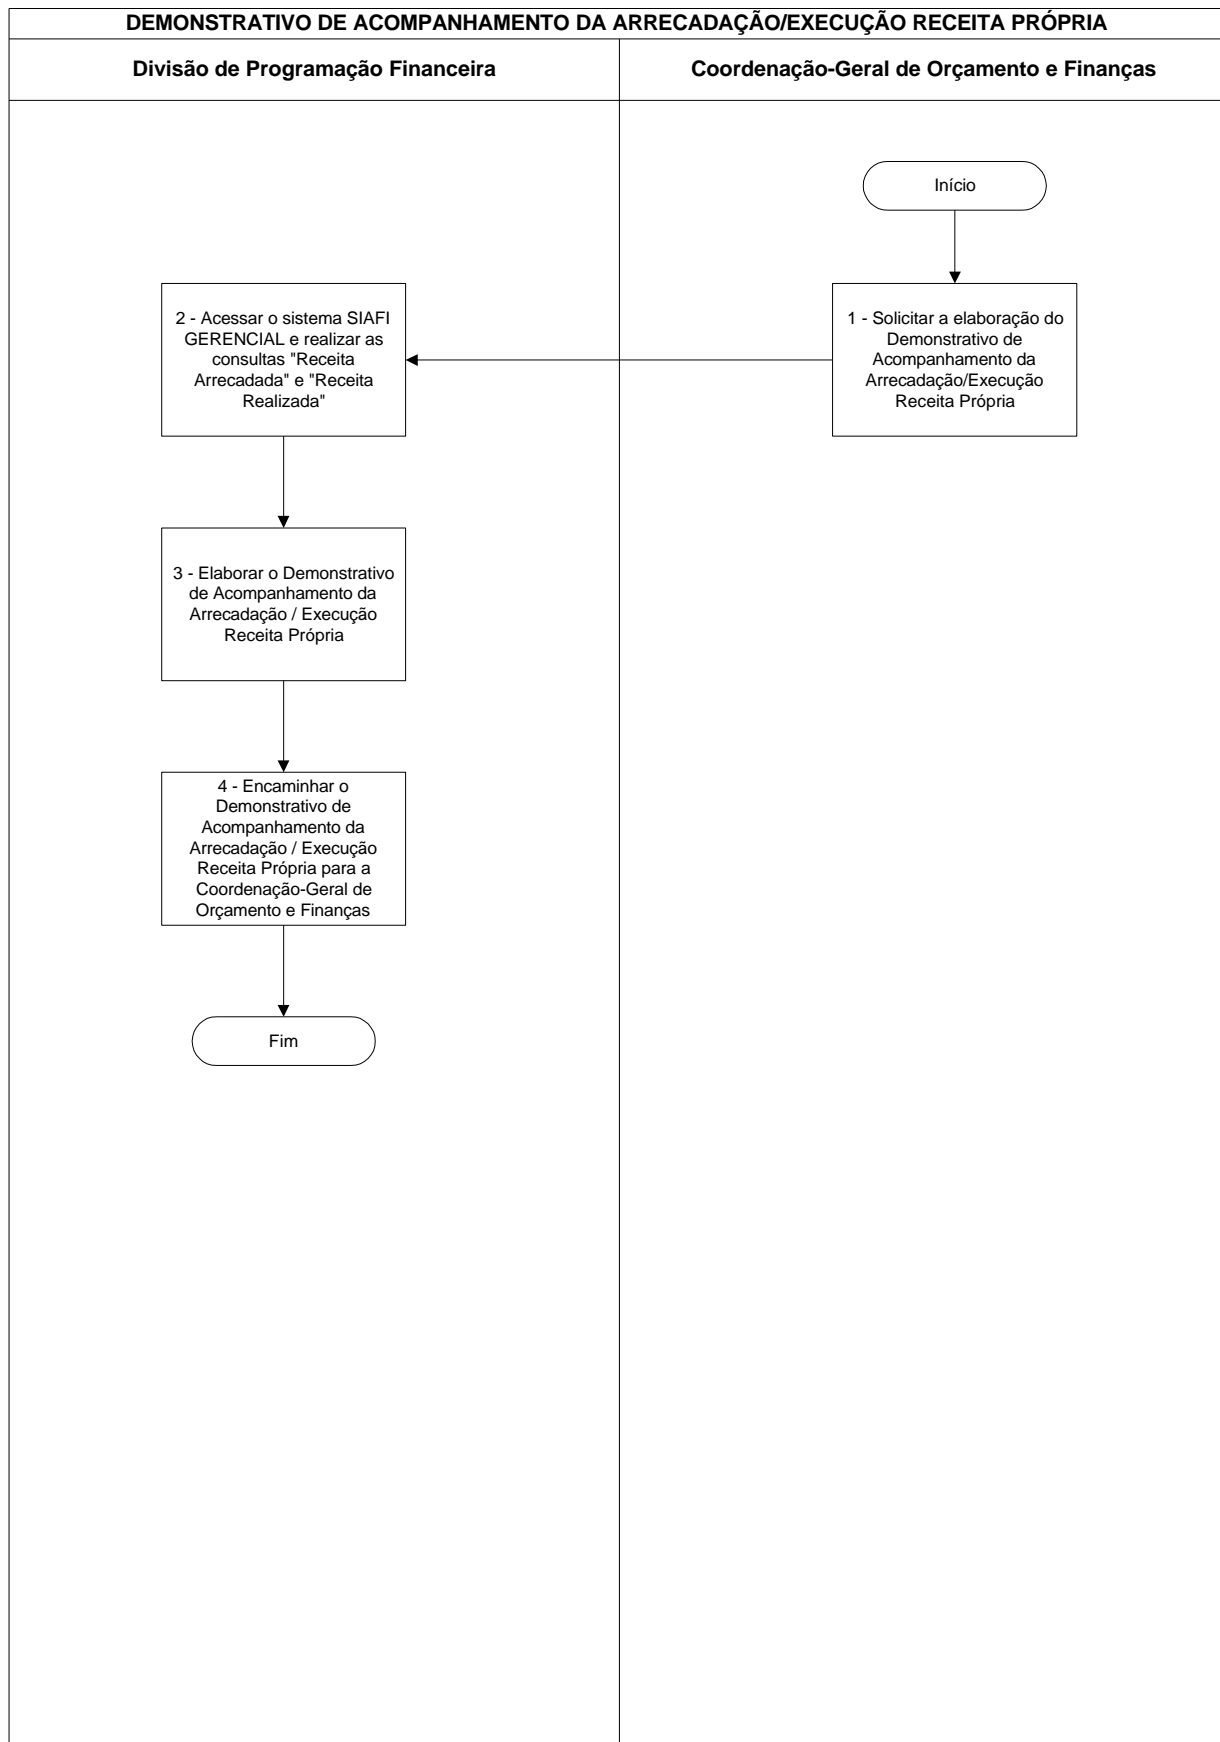 DEMONSTRATIVO DE ACOMPANHAMENTO DA ARRECADAÇÃO/EXECUÇÃO RECEITA PRÓPRIA
Divisão de Programação Financeira
Coordenação-Geral de Orçamento e Finanças
Início
1 - Solicitar a elaboração do
Demonstrativo de
Acompanhamento da
Arrecadação/Execução
Receita Própria
2 - Acessar o sistema SIAFI
GERENCIAL e realizar as
consultas "Receita
Arrecadada" e "Receita
Realizada"
3 - Elaborar o Demonstrativo
de Acompanhamento da
Arrecadação / Execução
Receita Própria
4 - Encaminhar o
Demonstrativo de
Acompanhamento da
Arrecadação / Execução
Receita Própria para a
Coordenação-Geral de
Orçamento e Finanças
Fim